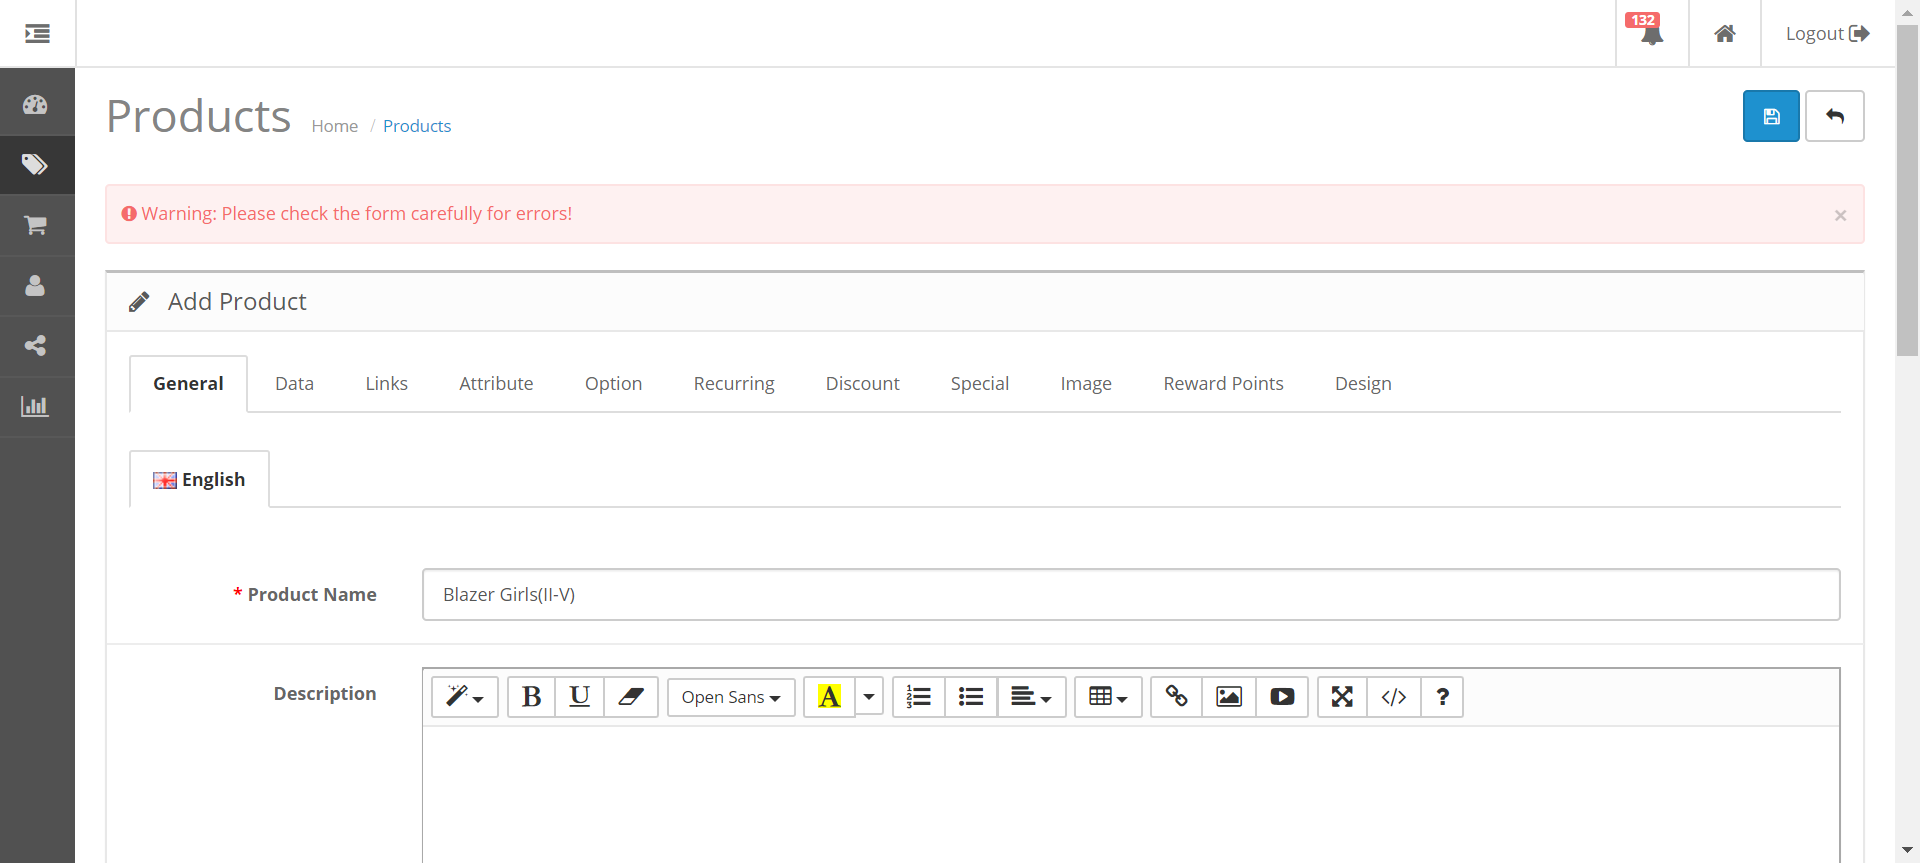 132
Logout
Products Home / Products
Warning: Please check the form carefully for errors!
×
Add Product
General Data Links Attribute Option Recurring Discount Special Image Reward Points Design
English
* Product Name Blazer Girls(II-V)
Description B U Open Sans A </> ?